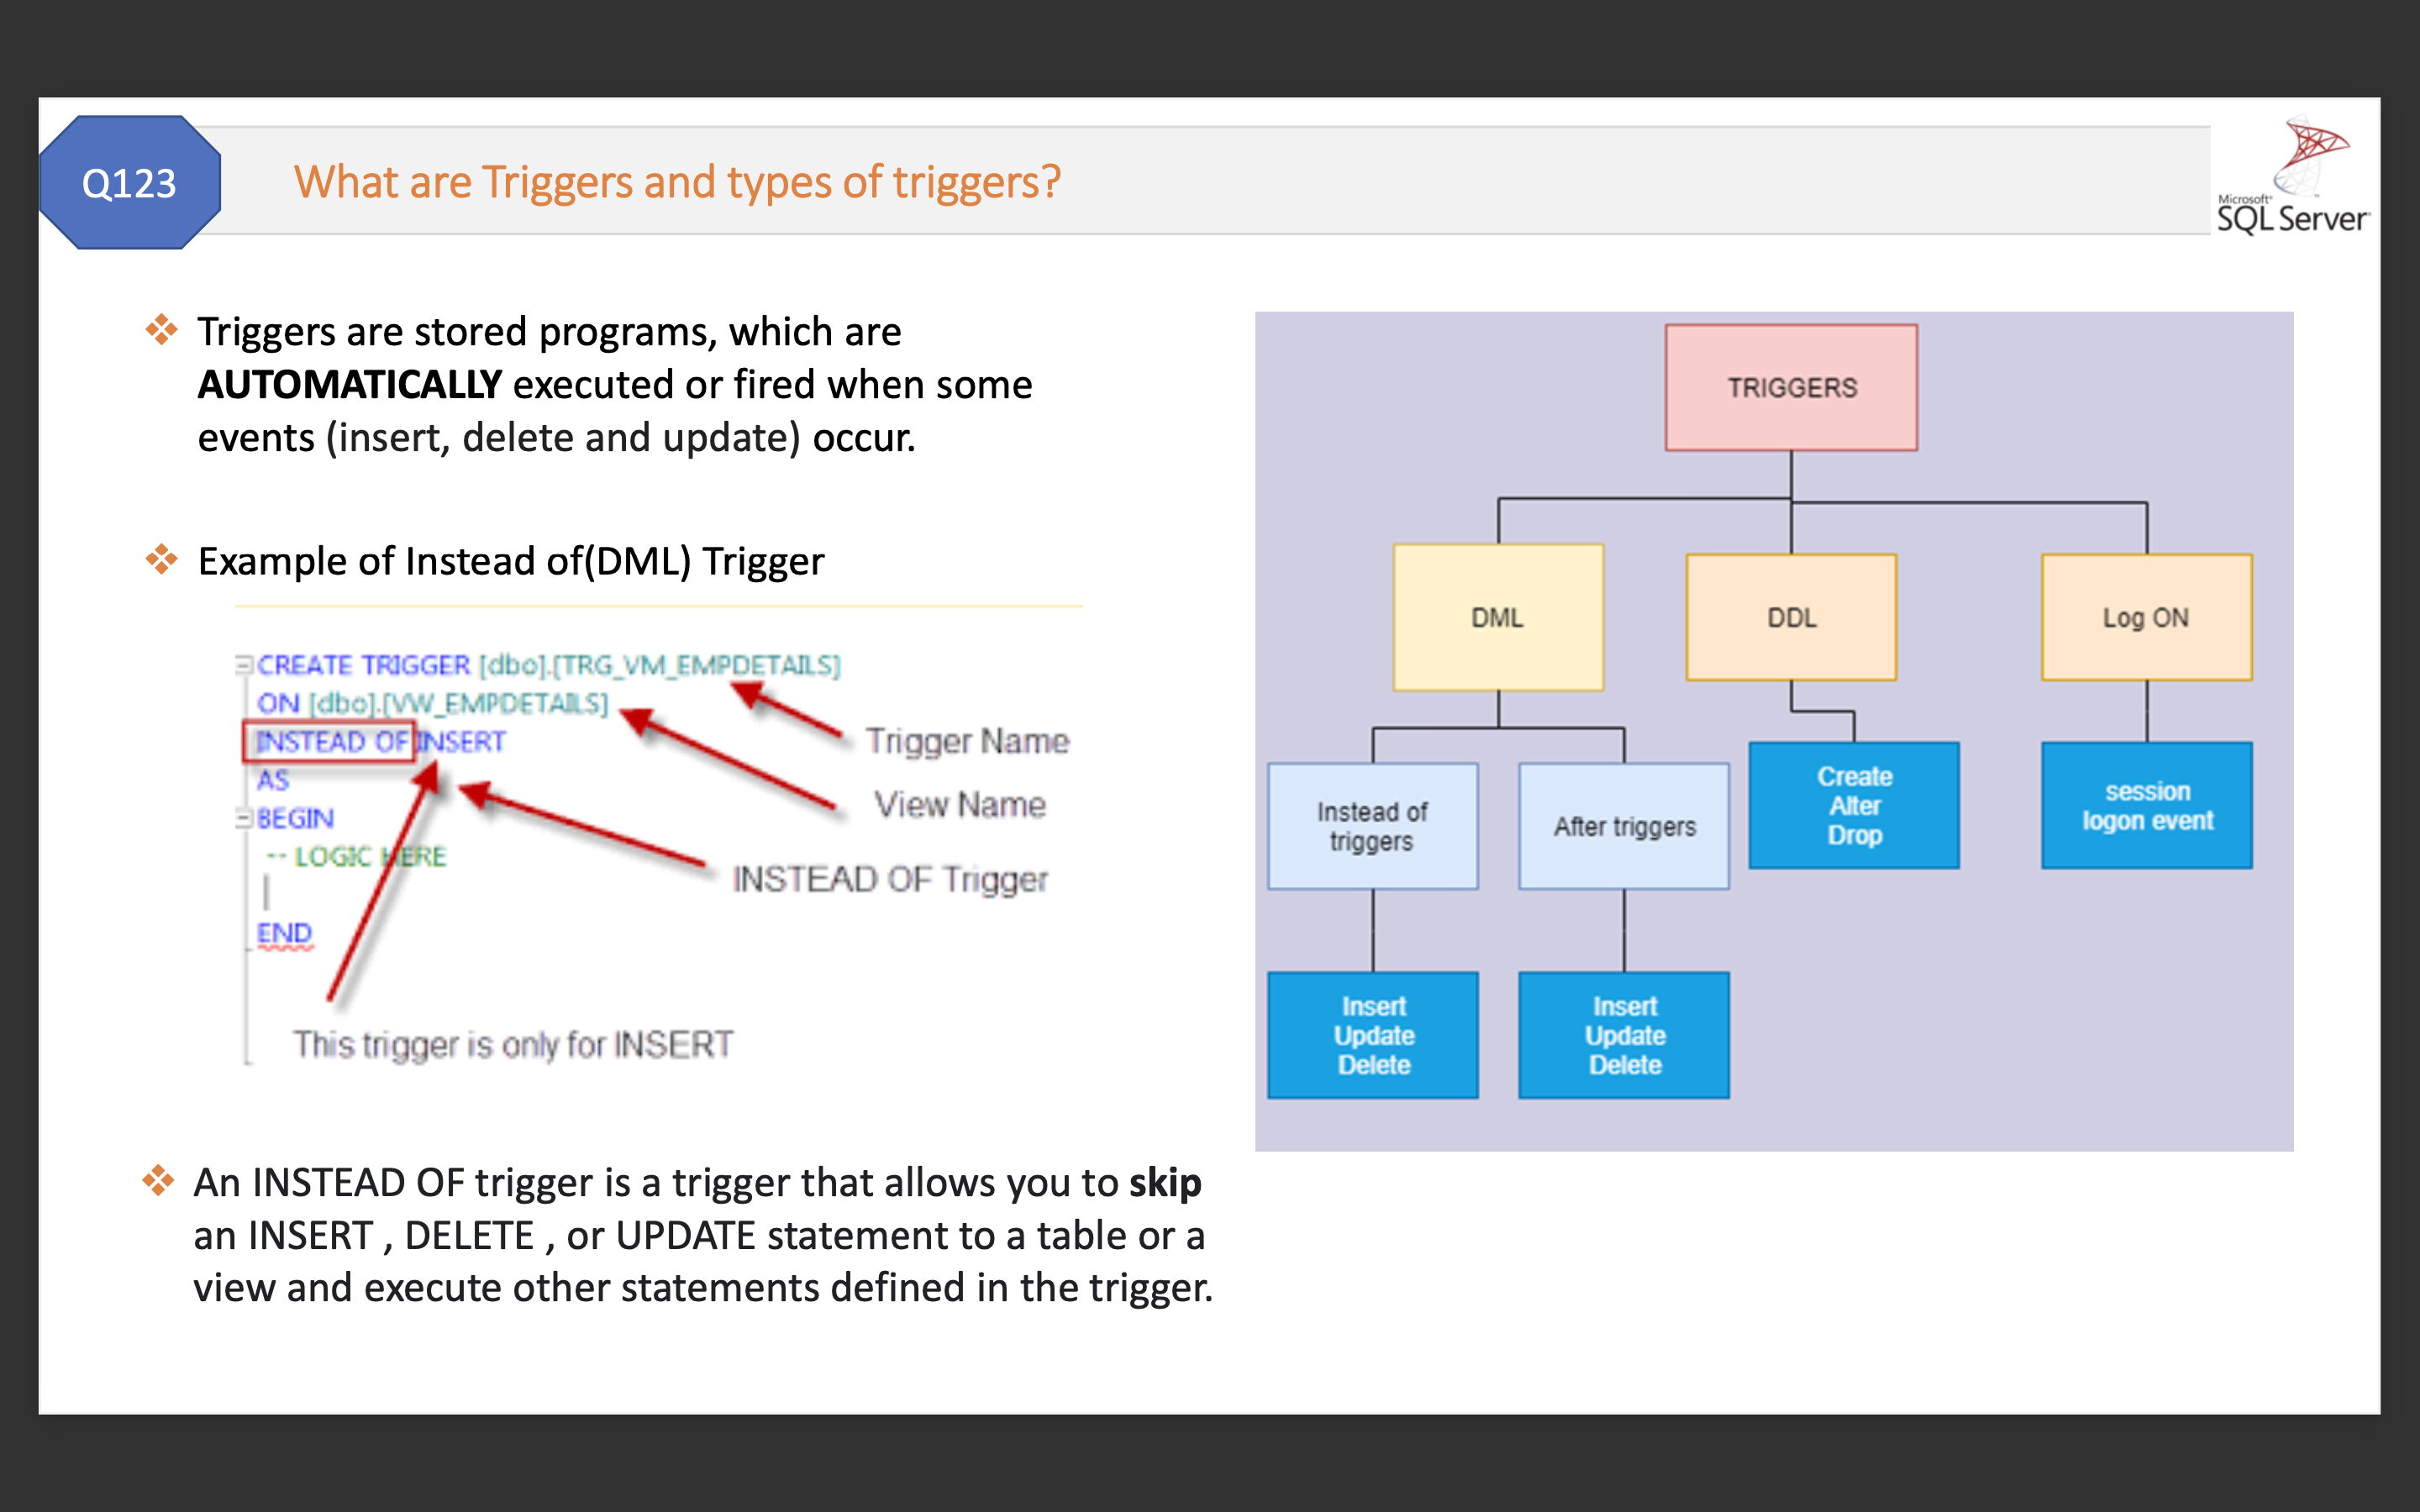 Q123
What are Triggers and types of triggers?
Microsoft
SQL Server
Triggers are stored programs, which are
AUTOMATICALLY executed or fired when some
events (insert, delete and update) occur.
Example of Instead of(DML) Trigger
CREATE TRIGGER [dbo].[TRG_VM_EMPDETAILS]
ON [dbo].[VW_EMPDETAILS]
INSTEAD OF INSERT
AS
BEGIN
-- LOGIC HERE
END
Trigger Name
View Name
INSTEAD OF Trigger
This trigger is only for INSERT
An INSTEAD OF trigger is a trigger that allows you to skip
an INSERT , DELETE , or UPDATE statement to a table or a
view and execute other statements defined in the trigger.
TRIGGERS
DML
DDL
Log ON
Instead of
triggers
After triggers
Create
Alter
Drop
session
logon event
Insert
Update
Delete
Insert
Update
Delete